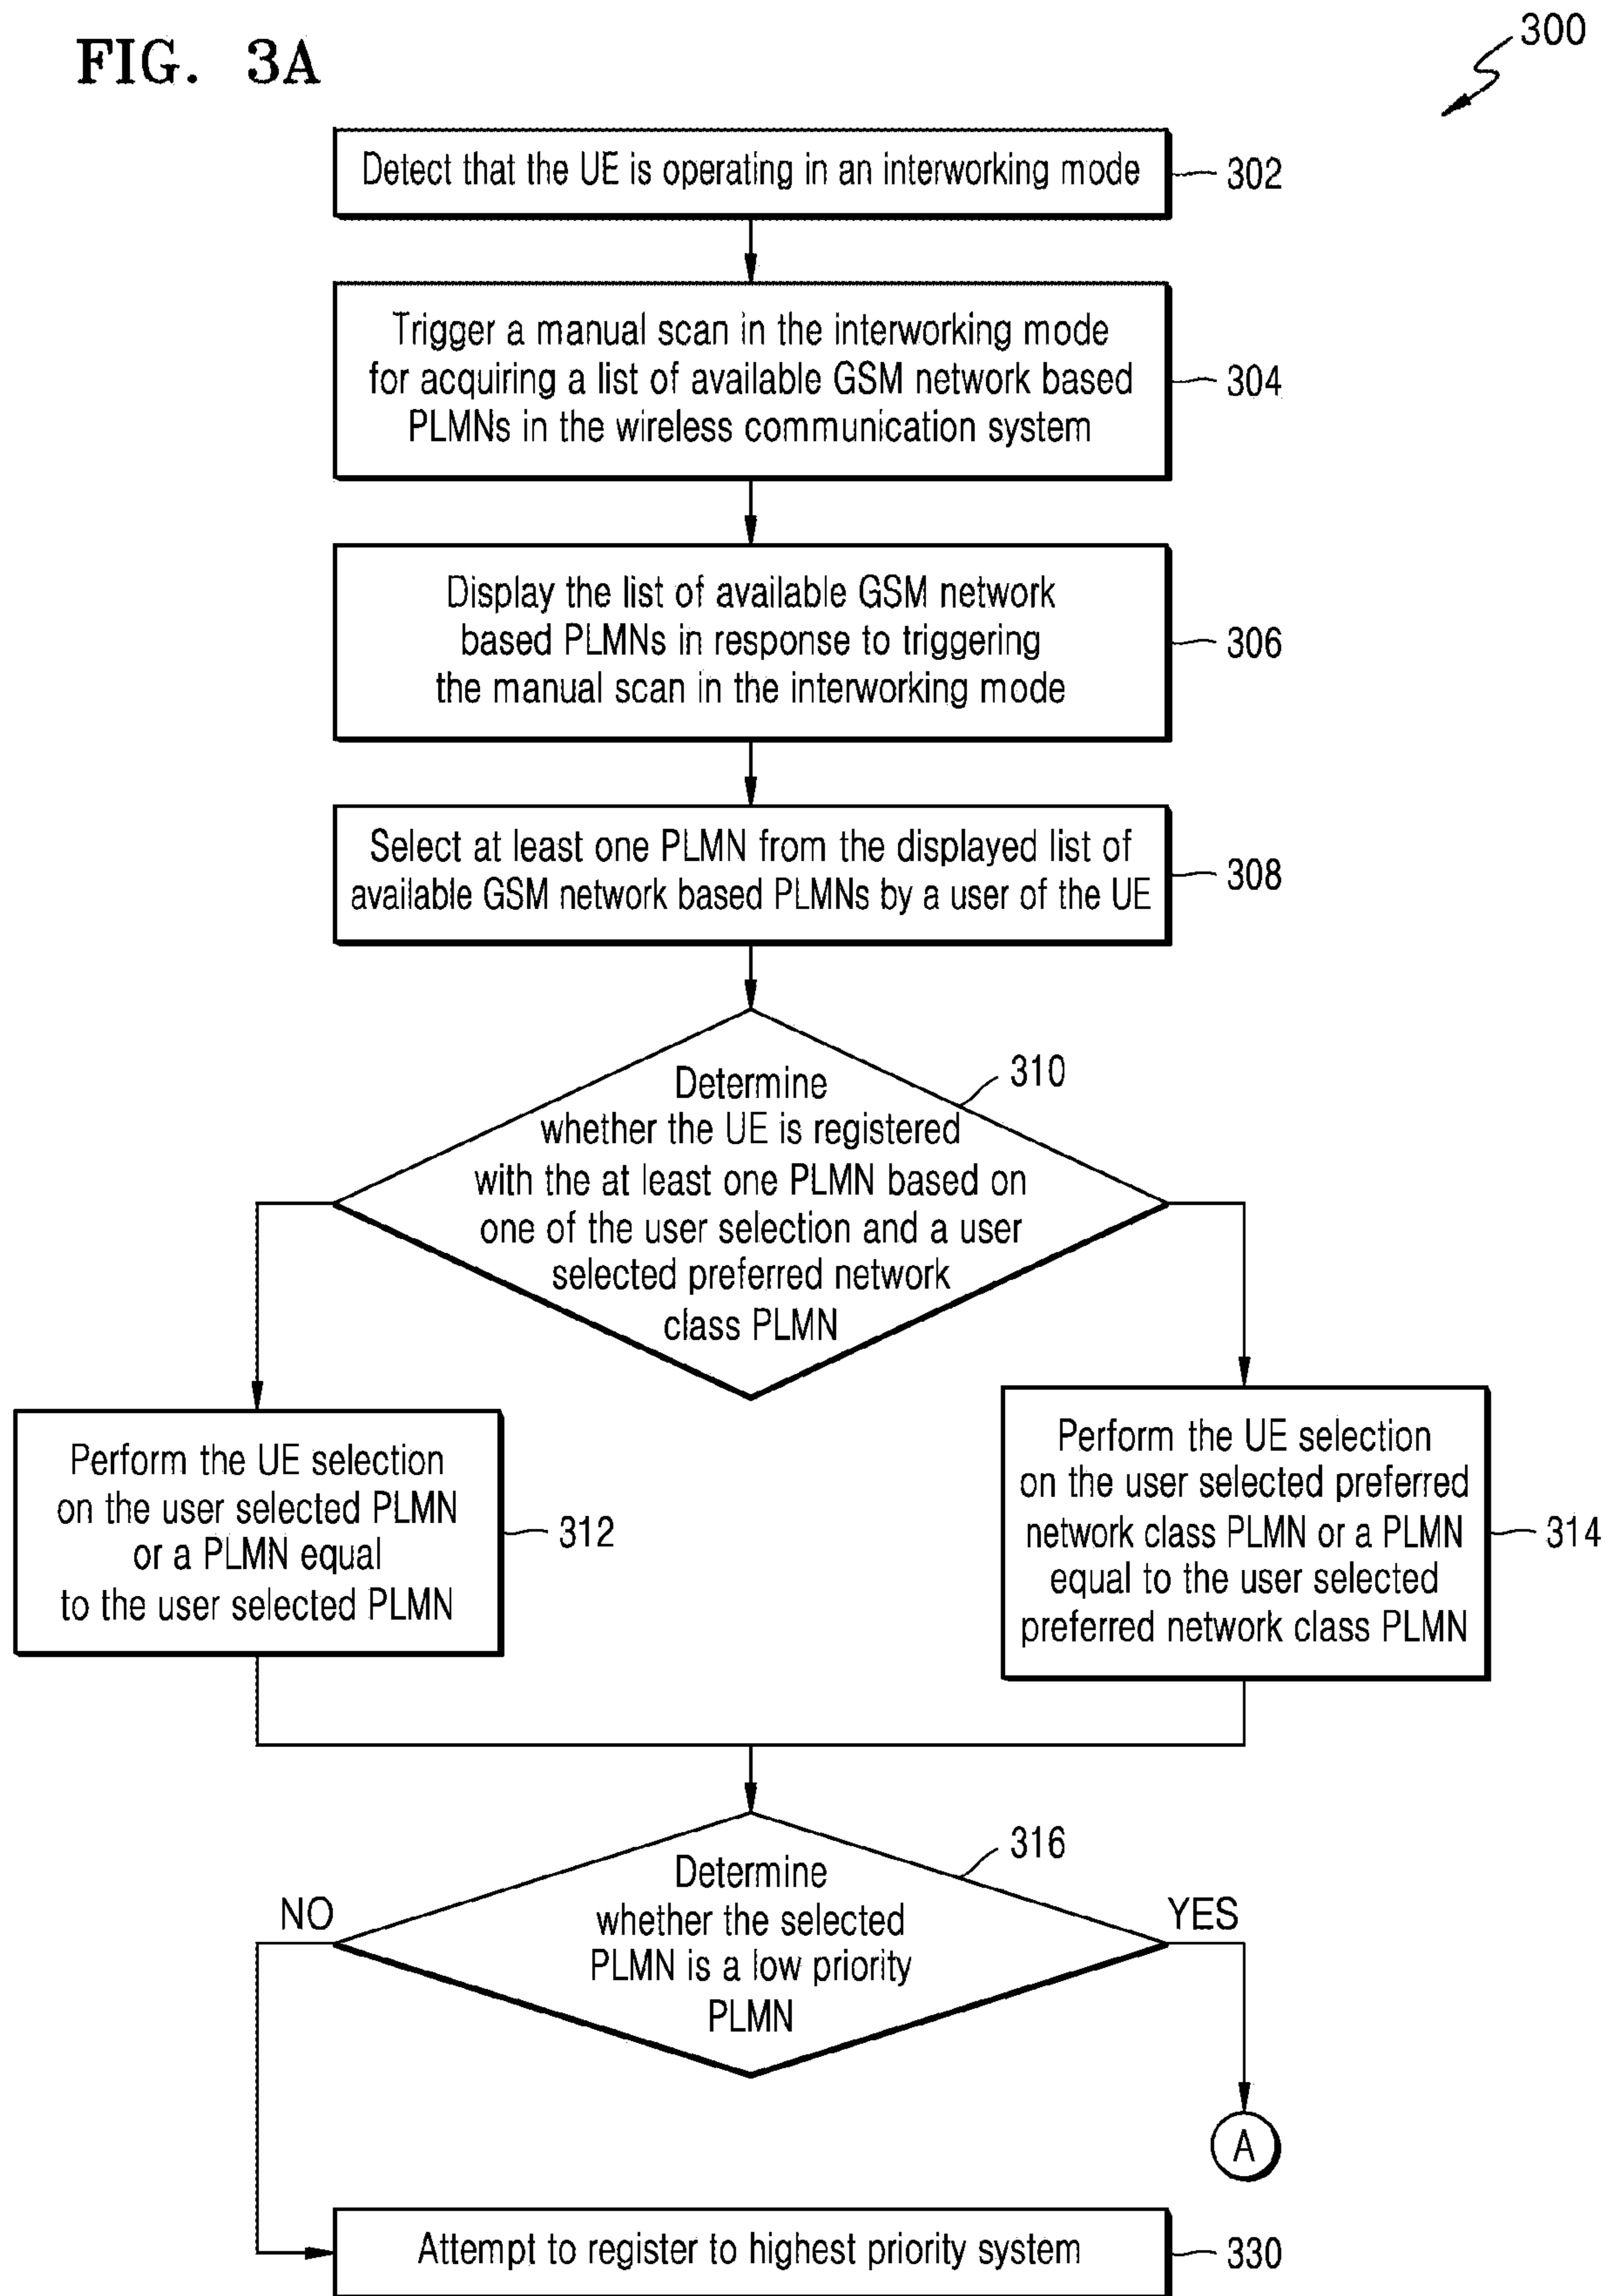 FIG. 3A
300
Detect that the UE is operating in an interworking mode
302
Trigger a manual scan in the interworking mode
for acquiring a list of available GSM network based
PLMNs in the wireless communication system
304
Display the list of available GSM network
based PLMNs in response to triggering
the manual scan in the interworking mode
306
Select at least one PLMN from the displayed list of
available GSM network based PLMNs by a user of the UE
308
Determine
whether the UE is registered
with the at least one PLMN based on
one of the user selection and a user
selected preferred network
class PLMN
310
Perform the UE selection
on the user selected PLMN
or a PLMN equal
to the user selected PLMN
312
Perform the UE selection
on the user selected preferred
network class PLMN or a PLMN
equal to the user selected
preferred network class PLMN
314
Determine
whether the selected
PLMN is a low priority
PLMN
316
NO
YES
A
Attempt to register to highest priority system
330